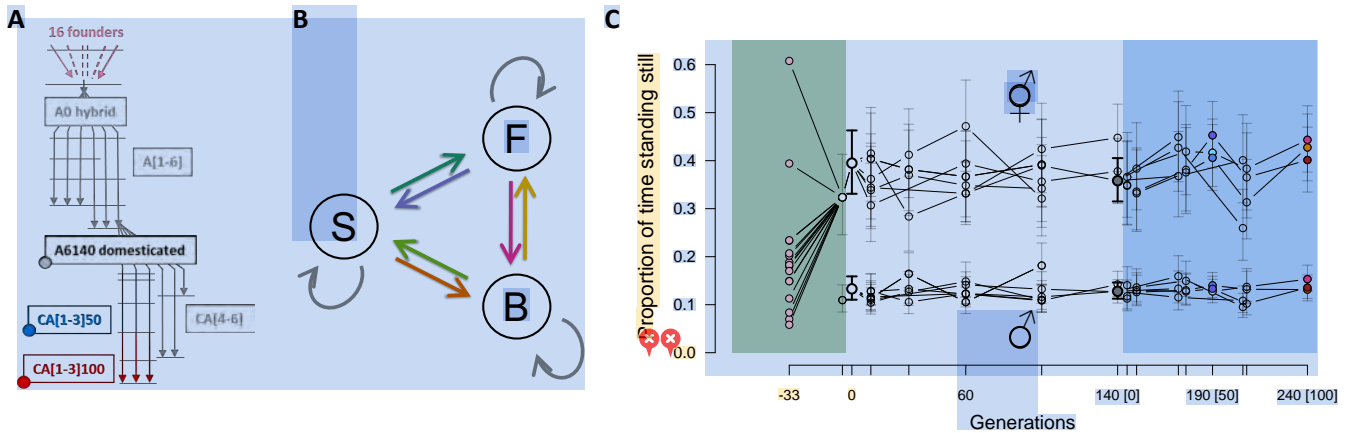 A
16 founders
A0 hybrid
A[1-6]
A6140 domesticated
CA[1-3]50
CA[4-6]
CA[1-3]100
B
F
S
B
C
Proportion of time standing still
0.6
0.5
0.4
0.3
0.2
0.1
0.0
-33
0
60
140 [0]
190 [50]
240 [100]
Generations